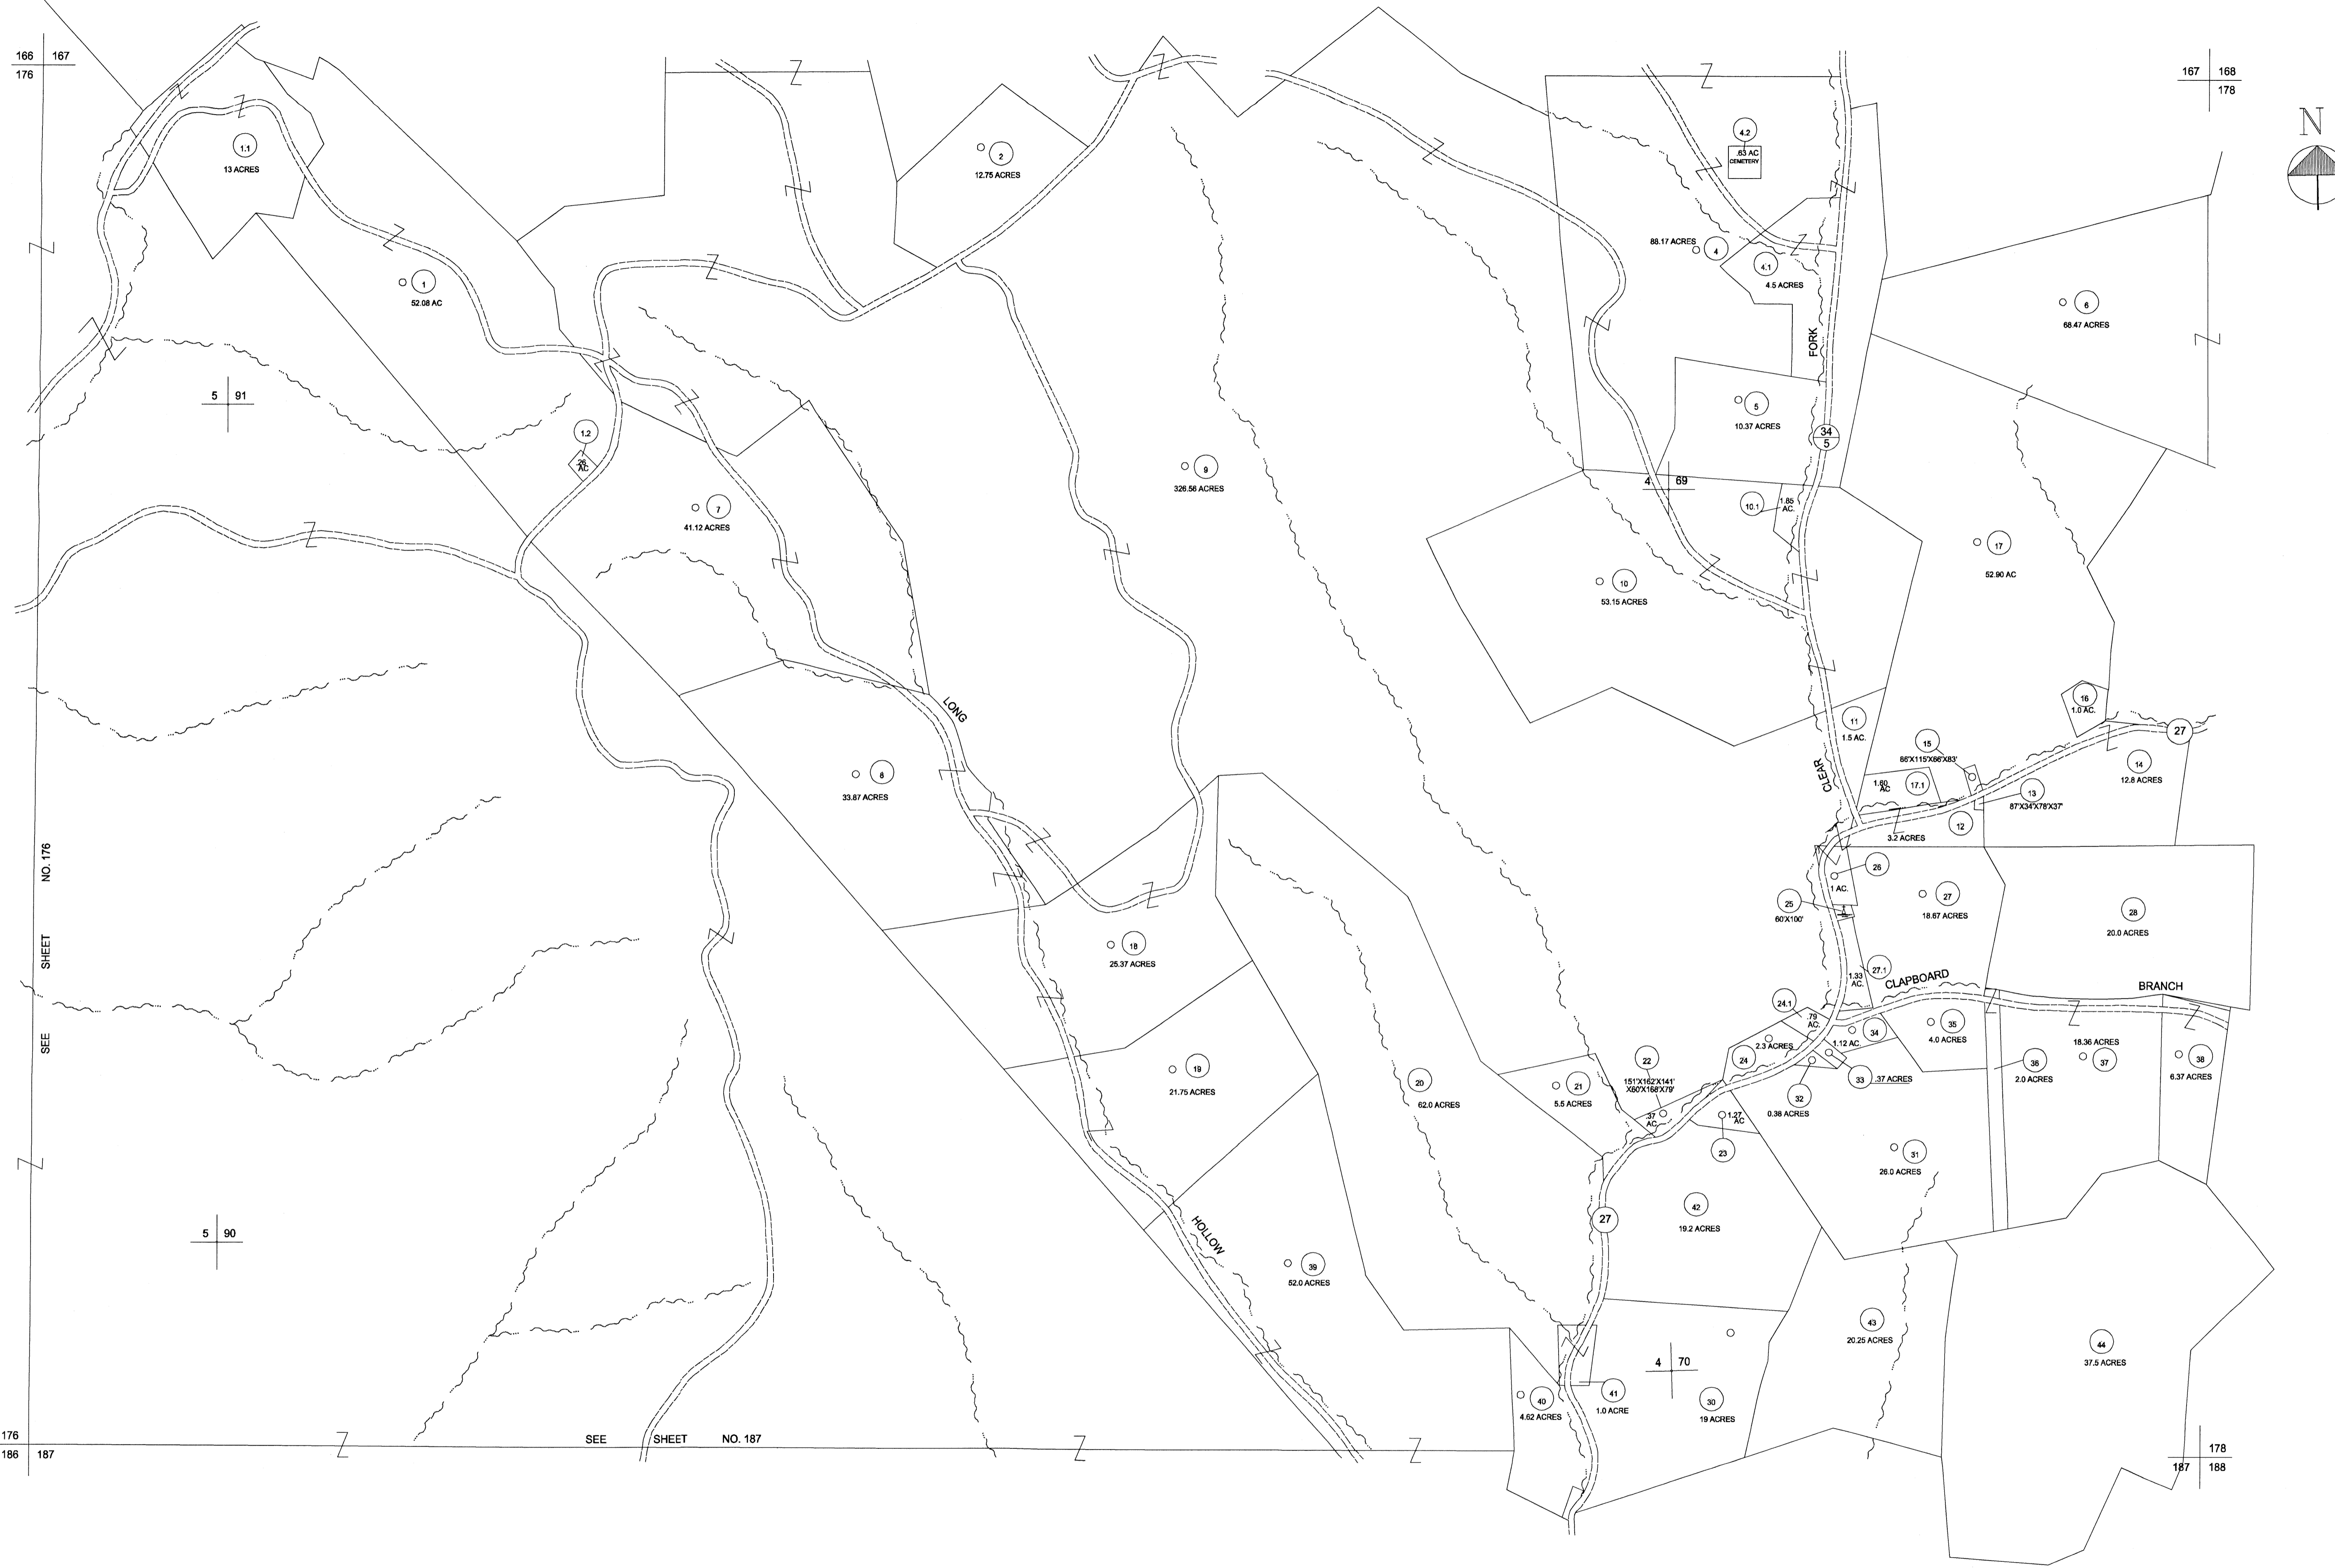 166 167
176
167 168
178
N
1.1
13 ACRES
2
12.75 ACRES
4.2
.63 AC
CEMETERY
88.17 ACRES
4
4.1
4.5 ACRES
1
52.08 AC
6
68.47 ACRES
FORK
5 91
5
10.37 ACRES
34
5
1.2
.26
AC
9
326.56 ACRES
4 69
7
41.12 ACRES
10.1
1.85
AC.
17
52.90 AC
10
53.15 ACRES
LONG
16
1.0 AC.
11
1.5 AC.
27
15
66'X115'X66'X83'
14
12.8 ACRES
8
33.87 ACRES
CLEAR
1.60
AC
17.1
13
87'X34'X78'X37'
12
3.2 ACRES
SEE SHEET NO. 176
26
1 AC.
25
60'X100'
27
18.67 ACRES
28
20.0 ACRES
18
25.37 ACRES
1.33
AC.
27.1
CLAPBOARD
BRANCH
24.1
.79
AC.
34
1.12 AC.
35
4.0 ACRES
2.3 ACRES
24
18.36 ACRES
37
38
6.37 ACRES
36
2.0 ACRES
19
21.75 ACRES
20
62.0 ACRES
21
5.5 ACRES
22
151'X162'X141'
X60'X168'X79'
.37
AC.
33
.37 ACRES
32
0.38 ACRES
1.27
AC
23
31
26.0 ACRES
42
19.2 ACRES
27
5 90
HOLLOW
39
52.0 ACRES
43
20.25 ACRES
44
37.5 ACRES
4 70
40
4.62 ACRES
41
1.0 ACRE
30
19 ACRES
176
186 187
SEE SHEET NO. 187
178
187 188